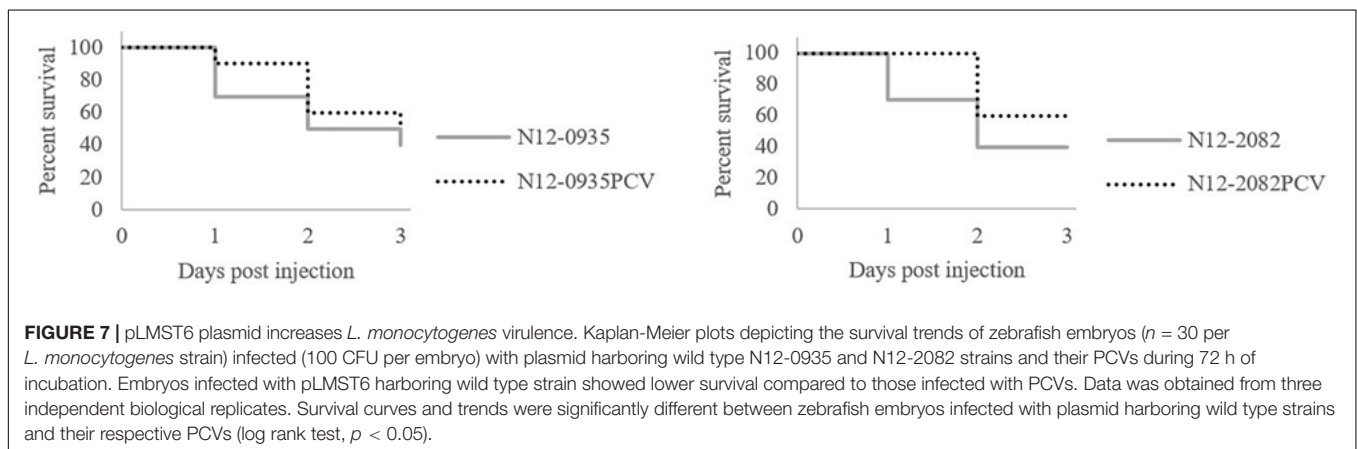 Percent survival
100
80
60
40
20
0
0 1 2 3
Days post injection
N12-0935
N12-0935PCV
Percent survival
100
80
60
40
20
0
0 1 2 3
Days post injection
N12-2082
N12-2082PCV
FIGURE 7 | pLMST6 plasmid increases L. monocytogenes virulence. Kaplan-Meier plots depicting the survival trends of zebrafish embryos (n = 30 per
L. monocytogenes strain) infected (100 CFU per embryo) with plasmid harboring wild type N12-0935 and N12-2082 strains and their PCVs during 72 h of
incubation. Embryos infected with pLMST6 harboring wild type strain showed lower survival compared to those infected with PCVs. Data was obtained from three
independent biological replicates. Survival curves and trends were significantly different between zebrafish embryos infected with plasmid harboring wild type strains
and their respective PCVs (log rank test, p < 0.05).